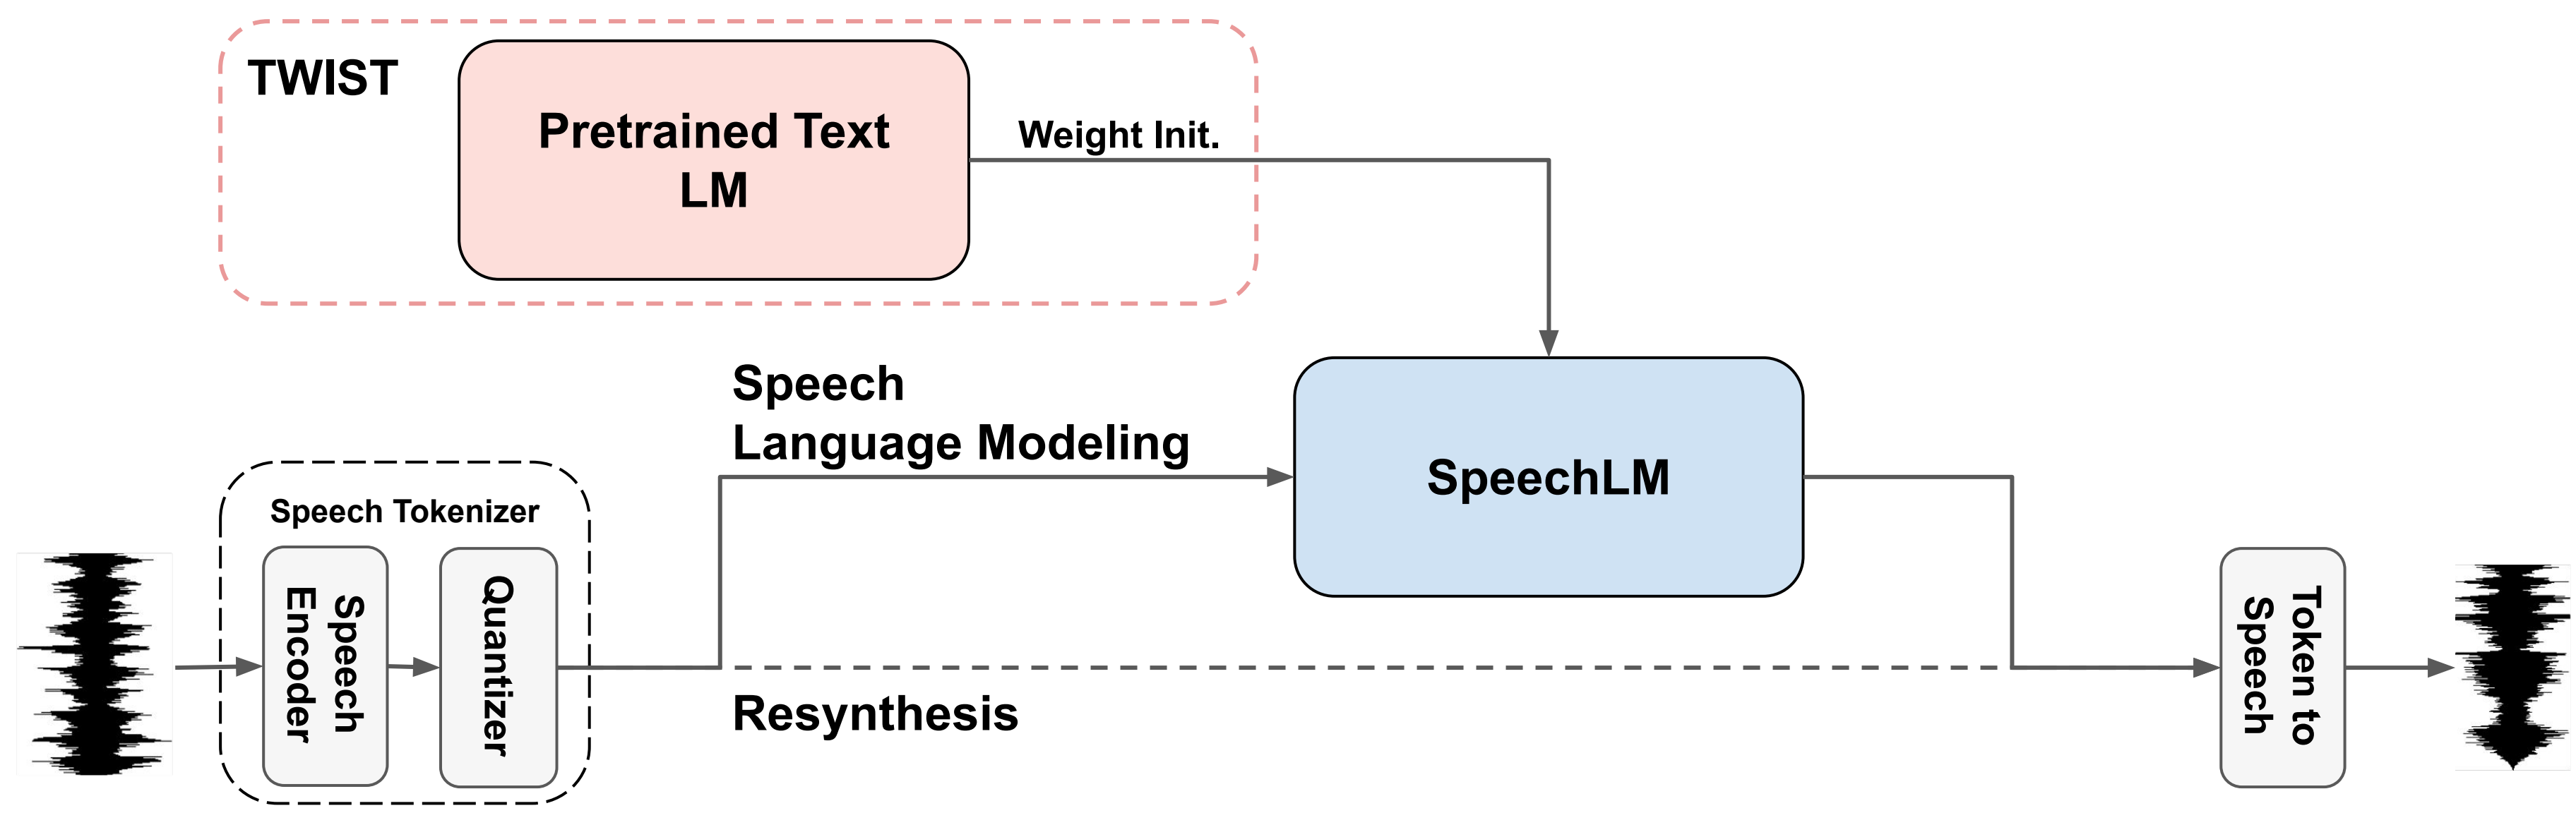 TWIST
Pretrained Text
LM
Weight Init.
Speech
Language Modeling
SpeechLM
Speech Tokenizer
Speech
Encoder
Quantizer
Resynthesis
Token to
Speech